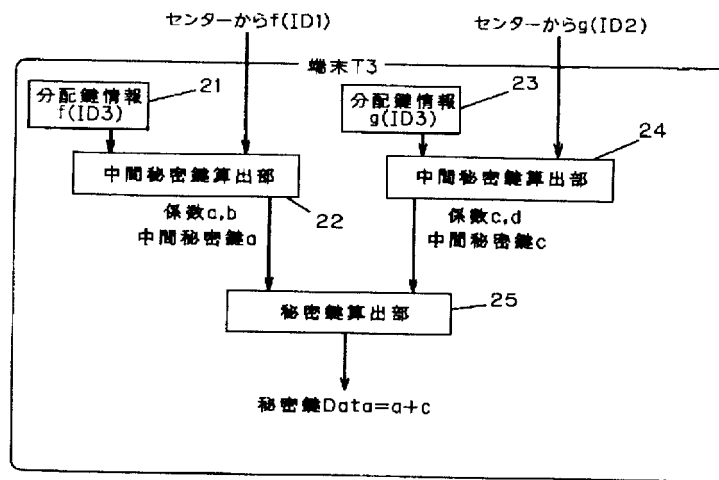 センターからf(ID1)
センターからg(ID2)
端末T3
分配鍵情報
f(ID3)
21
分配鍵情報
g(ID3)
23
中間秘密鍵算出部
22
中間秘密鍵算出部
24
係数a,b
中間秘密鍵a
係数c,d
中間秘密鍵c
秘密鍵算出部
25
秘密鍵Data=a+c